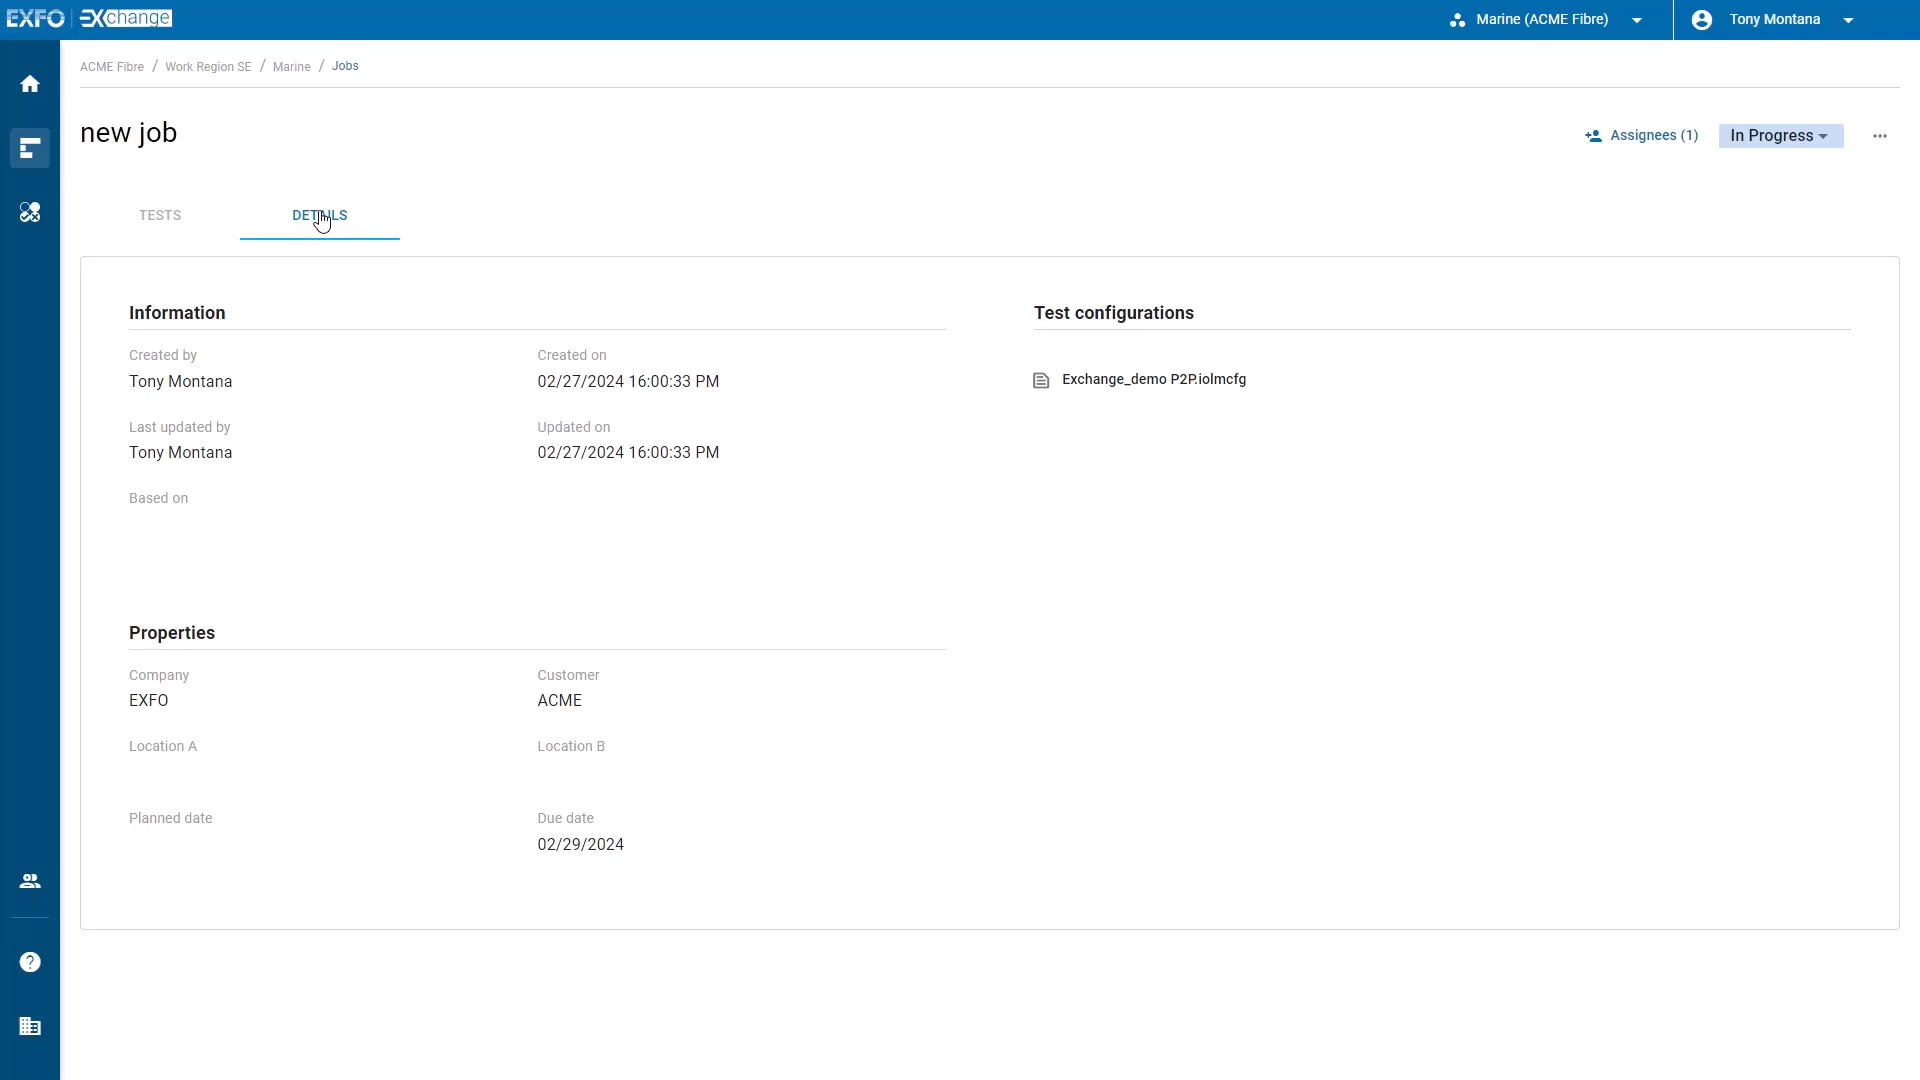 EXFO EXchange Marine (ACME Fibre) Tony Montana
ACME Fibre / Work Region SE / Marine / Jobs
new job
Assignees (1) In Progress
TESTS DETAILS
Information
Created by Created on
Tony Montana 02/27/2024 16:00:33 PM
Last updated by Updated on
Tony Montana 02/27/2024 16:00:33 PM
Based on
Test configurations
Exchange_demo P2P.iolmcfg
Properties
Company Customer
EXFO ACME
Location A Location B
Planned date Due date
02/29/2024